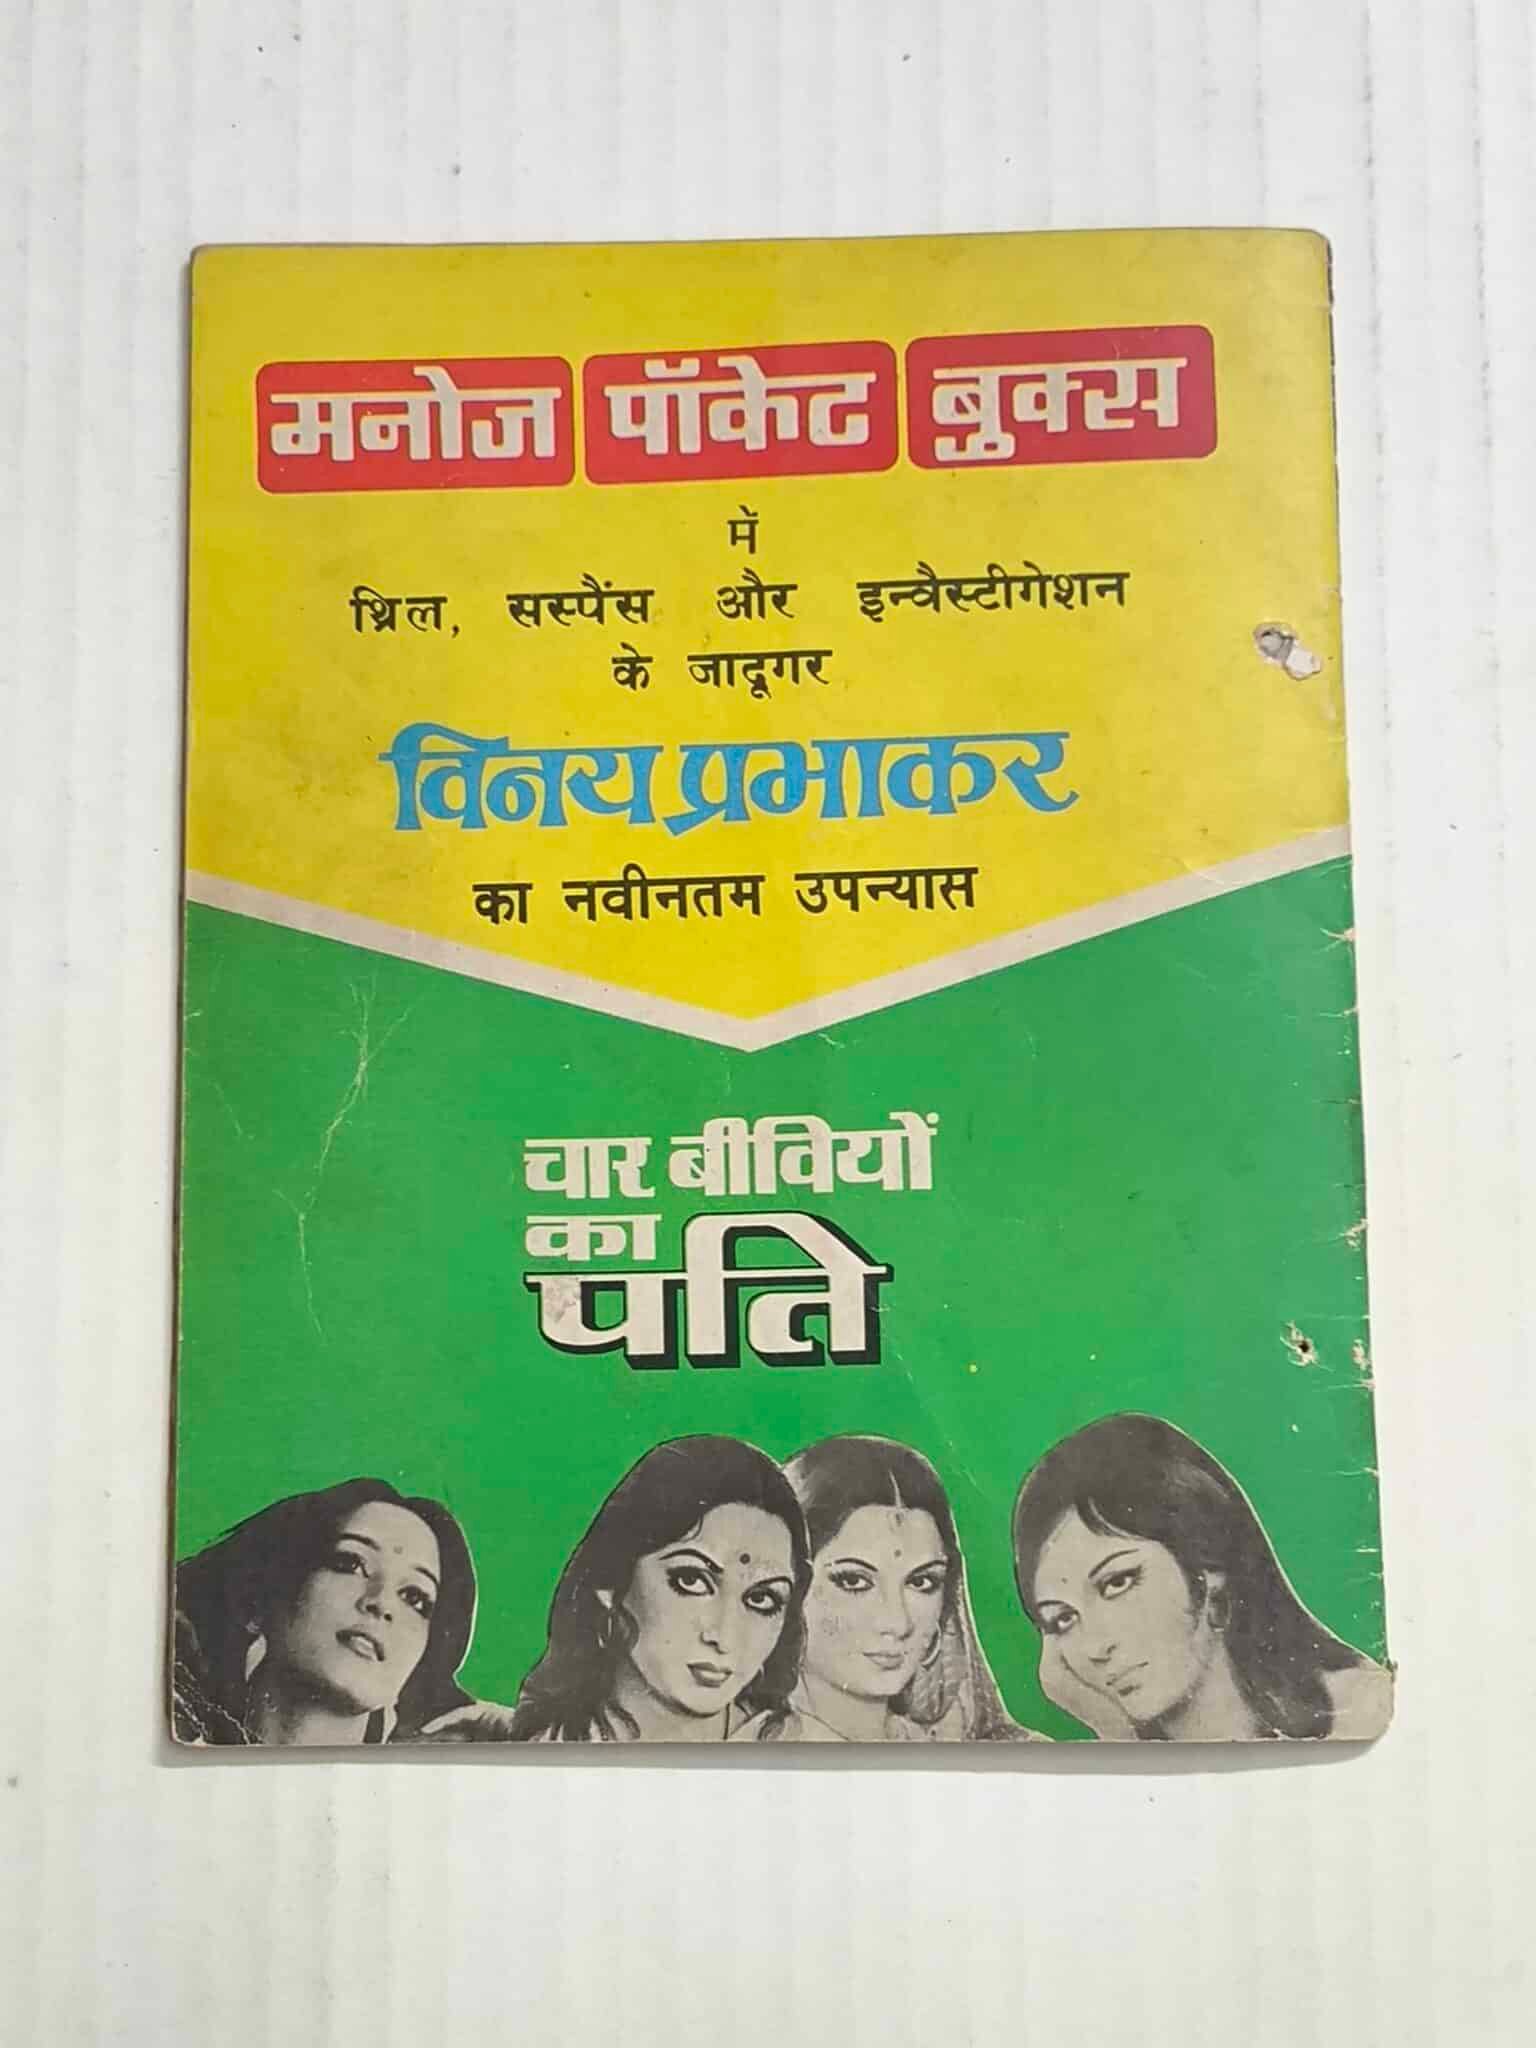 मनोज पॉकेट बुक्स
में
थ्रिल, सस्पैंस और इन्वैस्टीगेशन
के जादूगर
विनय प्रभाकर
का नवीनतम उपन्यास
चार बीवियों
का
पति